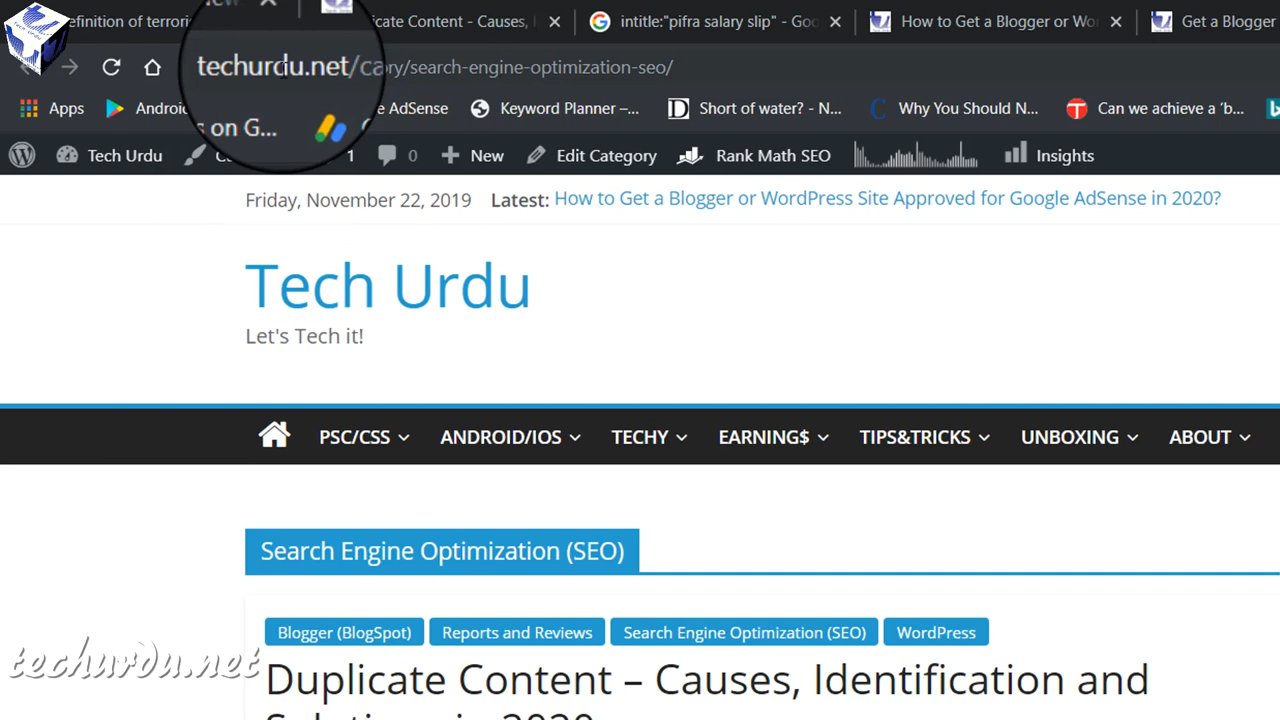 efinition of terroris
licate Content - Causes, I
intitle:"pifra salary slip" - Goo
How to Get a Blogger or Wor
Get a Blogger
techurdu.net/ca ry/search-engine-optimization-seo/
Apps
Android
e AdSense
Keyword Planner –...
Short of water? - N...
Why You Should N...
Can we achieve a 'b...
s on G...
Tech Urdu
1
0
New
Edit Category
Rank Math SEO
Insights
Friday, November 22, 2019
Latest: How to Get a Blogger or WordPress Site Approved for Google AdSense in 2020?
Tech Urdu
Let's Tech it!
PSC/CSS
ANDROID/IOS
TECHY
EARNING$
TIPS&TRICKS
UNBOXING
ABOUT
Search Engine Optimization (SEO)
Blogger (BlogSpot)
Reports and Reviews
Search Engine Optimization (SEO)
WordPress
techurdu.net
Duplicate Content – Causes, Identification and